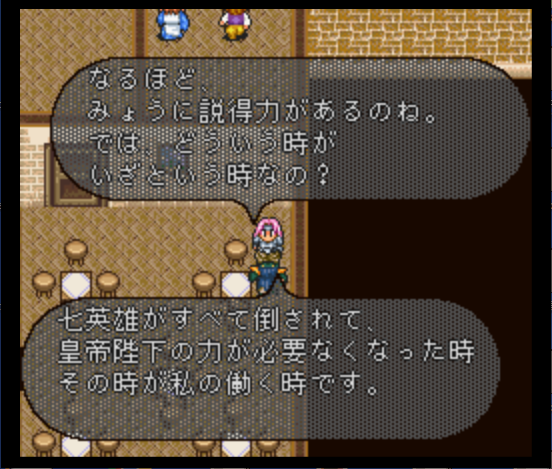 なるほど、
みょうに説得力があるのね。
では、どういう時が
いざという時なの？
七英雄がすべて倒されて、
皇帝陛下の力が必要なくなった時
その時が私の働く時です。